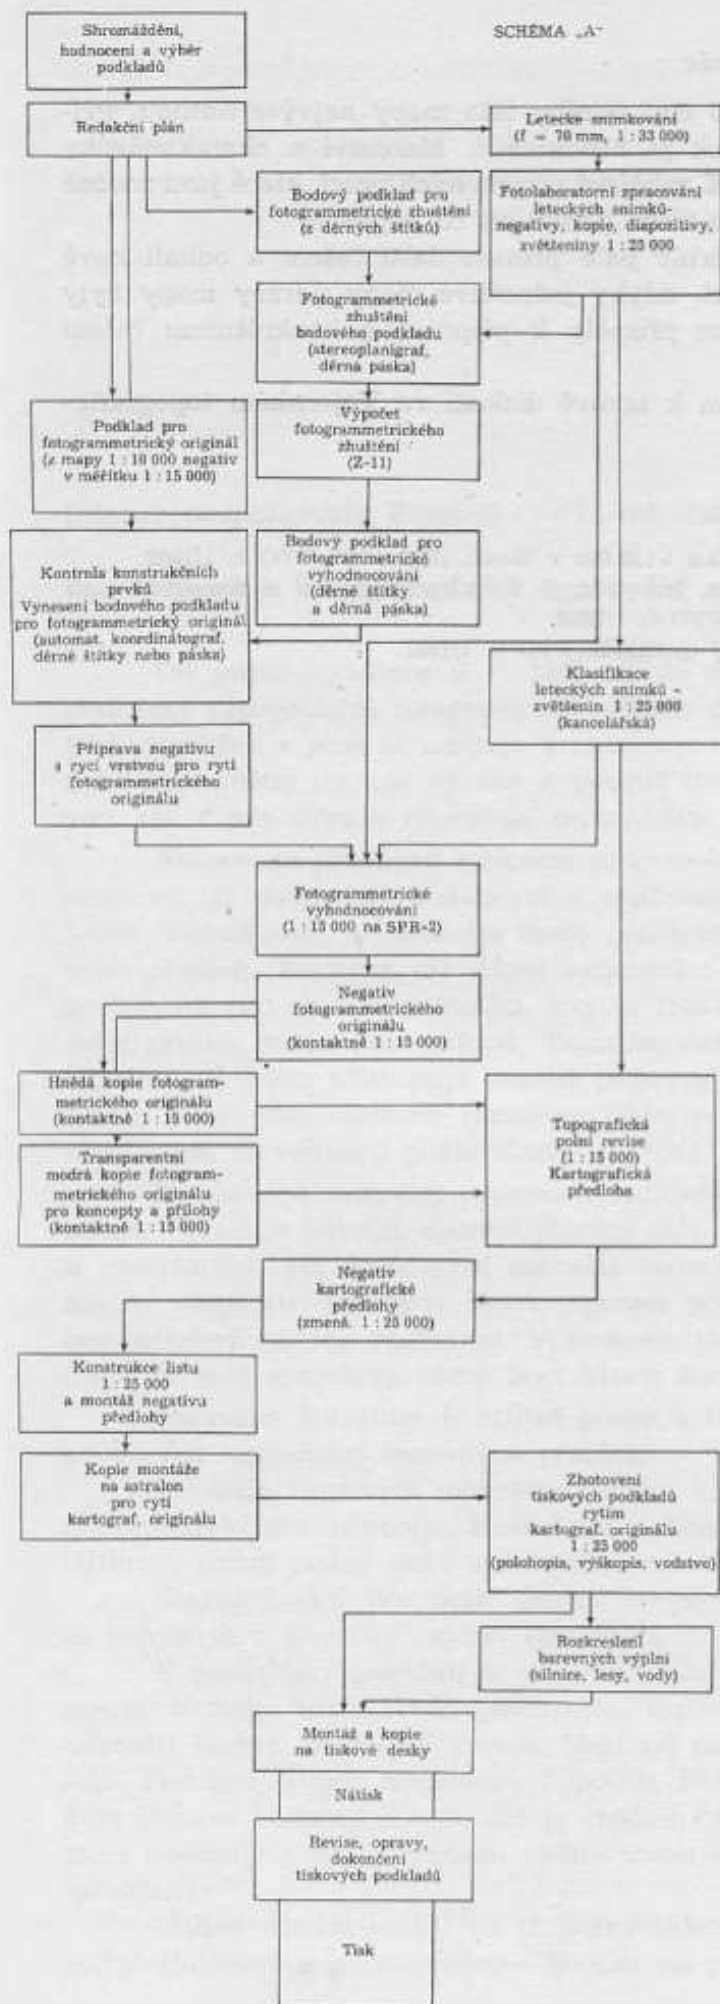 SCHÉMA „A“
Shromáždění,
hodnocení a výběr
podkladů
Redakční plán
Letecké snímkování
(f = 70 mm, 1 : 33 000)
Bodový podklad pro
fotogrammetrické zhuštění
(z děrných štítků)
Fotolaboratorní zpracování
leteckých snímků-
negativy, kopie, diapozitivy,
zvětšeniny 1 : 25 000
Fotogrammetrické
zhuštění
bodového podkladu
(stereoplanigraf,
děrná páska)
Podklad pro
fotogrammetrický originál
(z mapy 1 : 10 000 negativ
v měřítku 1 : 15 000)
Výpočet
fotogrammetrického
zhuštění
(Z-11)
Kontrola konstrukčních
prvků
Vynesení bodového podkladu
pro fotogrammetrický originál
(automat. koordinátograf,
děrné štítky nebo páska)
Bodový podklad pro
fotogrammetrické
vyhodnocování
(děrné štítky
a děrná páska)
Klasifikace
leteckých snímků -
zvětšenin 1 : 25 000
(kancelářská)
Příprava negativu
s rycí vrstvou pro rytí
fotogrammetrického
originálu
Fotogrammetrické
vyhodnocování
(1 : 15 000 na SPR-2)
Negativ
fotogrammetrického
originálu
(kontaktně 1 : 15 000)
Hnědá kopie fotogram-
metrického originálu
(kontaktně 1 : 15 000)
Topografická
polní revise
(1 : 15 000)
Kartografická
předloha
Transparentní
modrá kopie fotogram-
metrického originálu
pro koncepty a přílohy
(kontaktně 1 : 15 000)
Negativ
kartografické
předlohy
(zmenš. 1 : 25 000)
Konstrukce listu
1 : 25 000
a montáž negativu
předlohy
Kopie montáže
na astralon
pro rytí
kartograf. originálu
Zhotovení
tiskových podkladů
rytím
kartograf. originálu
1 : 25 000
(polohopis, výškopis, vodstvo)
Rozkreslení
barevných výplní
(silnice, lesy, vody)
Montáž a kopie
na tiskové desky
Nátisk
Revise, opravy,
dokončení
tiskových podkladů
Tisk